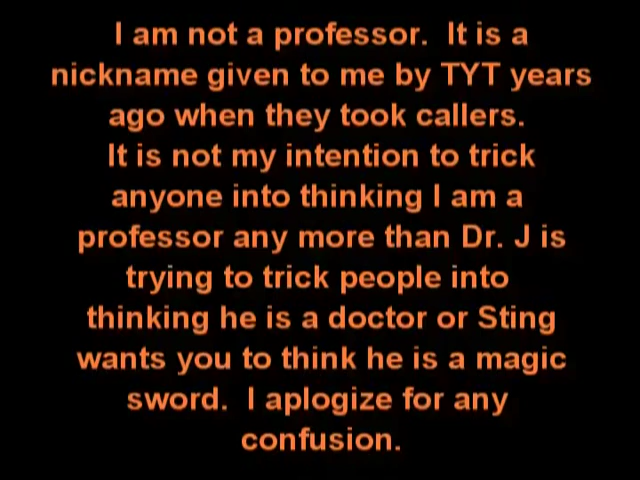 I am not a professor.  It is a
nickname given to me by TYT years
ago when they took callers.
It is not my intention to trick
anyone into thinking I am a
professor any more than Dr. J is
trying to trick people into
thinking he is a doctor or Sting
wants you to think he is a magic
sword.  I aplogize for any
confusion.